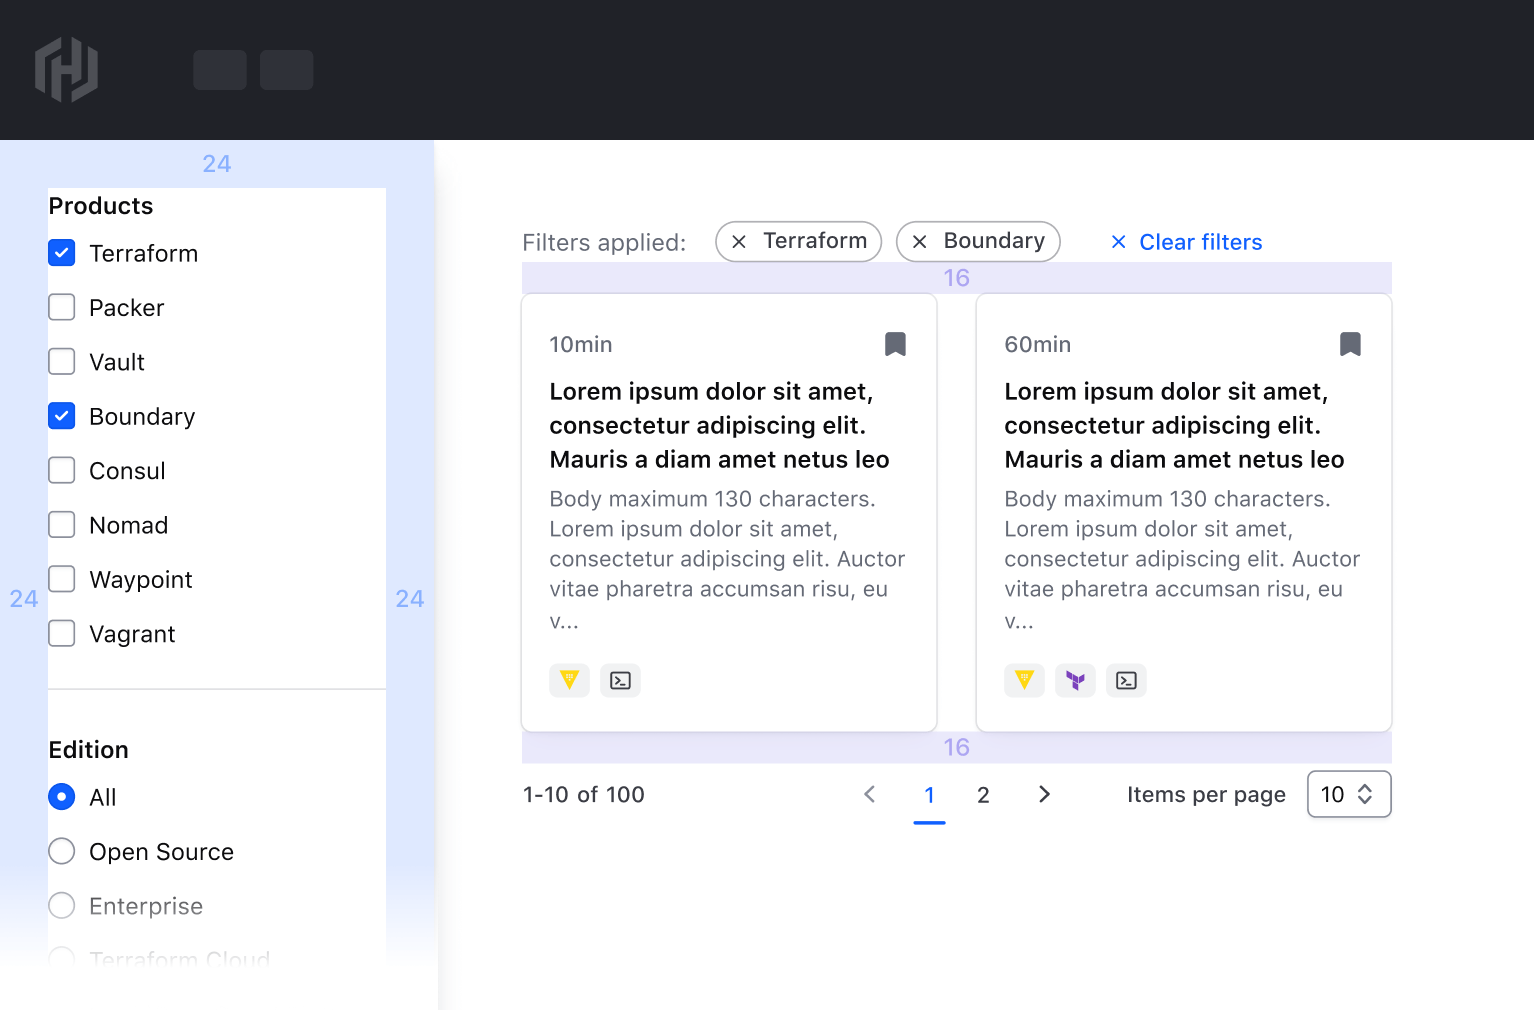 24
Products
Terraform
Packer
Vault
Boundary
Consul
Nomad
Waypoint
Vagrant
24
24
Edition
All
Open Source
Enterprise
Terraform Cloud
Filters applied:
Terraform
Boundary
Clear filters
16
10min
Lorem ipsum dolor sit amet,
consectetur adipiscing elit.
Mauris a diam amet netus leo
Body maximum 130 characters.
Lorem ipsum dolor sit amet,
consectetur adipiscing elit. Auctor
vitae pharetra accumsan risu, eu
v...
60min
Lorem ipsum dolor sit amet,
consectetur adipiscing elit.
Mauris a diam amet netus leo
Body maximum 130 characters.
Lorem ipsum dolor sit amet,
consectetur adipiscing elit. Auctor
vitae pharetra accumsan risu, eu
v...
16
1-10 of 100
1
2
Items per page
10